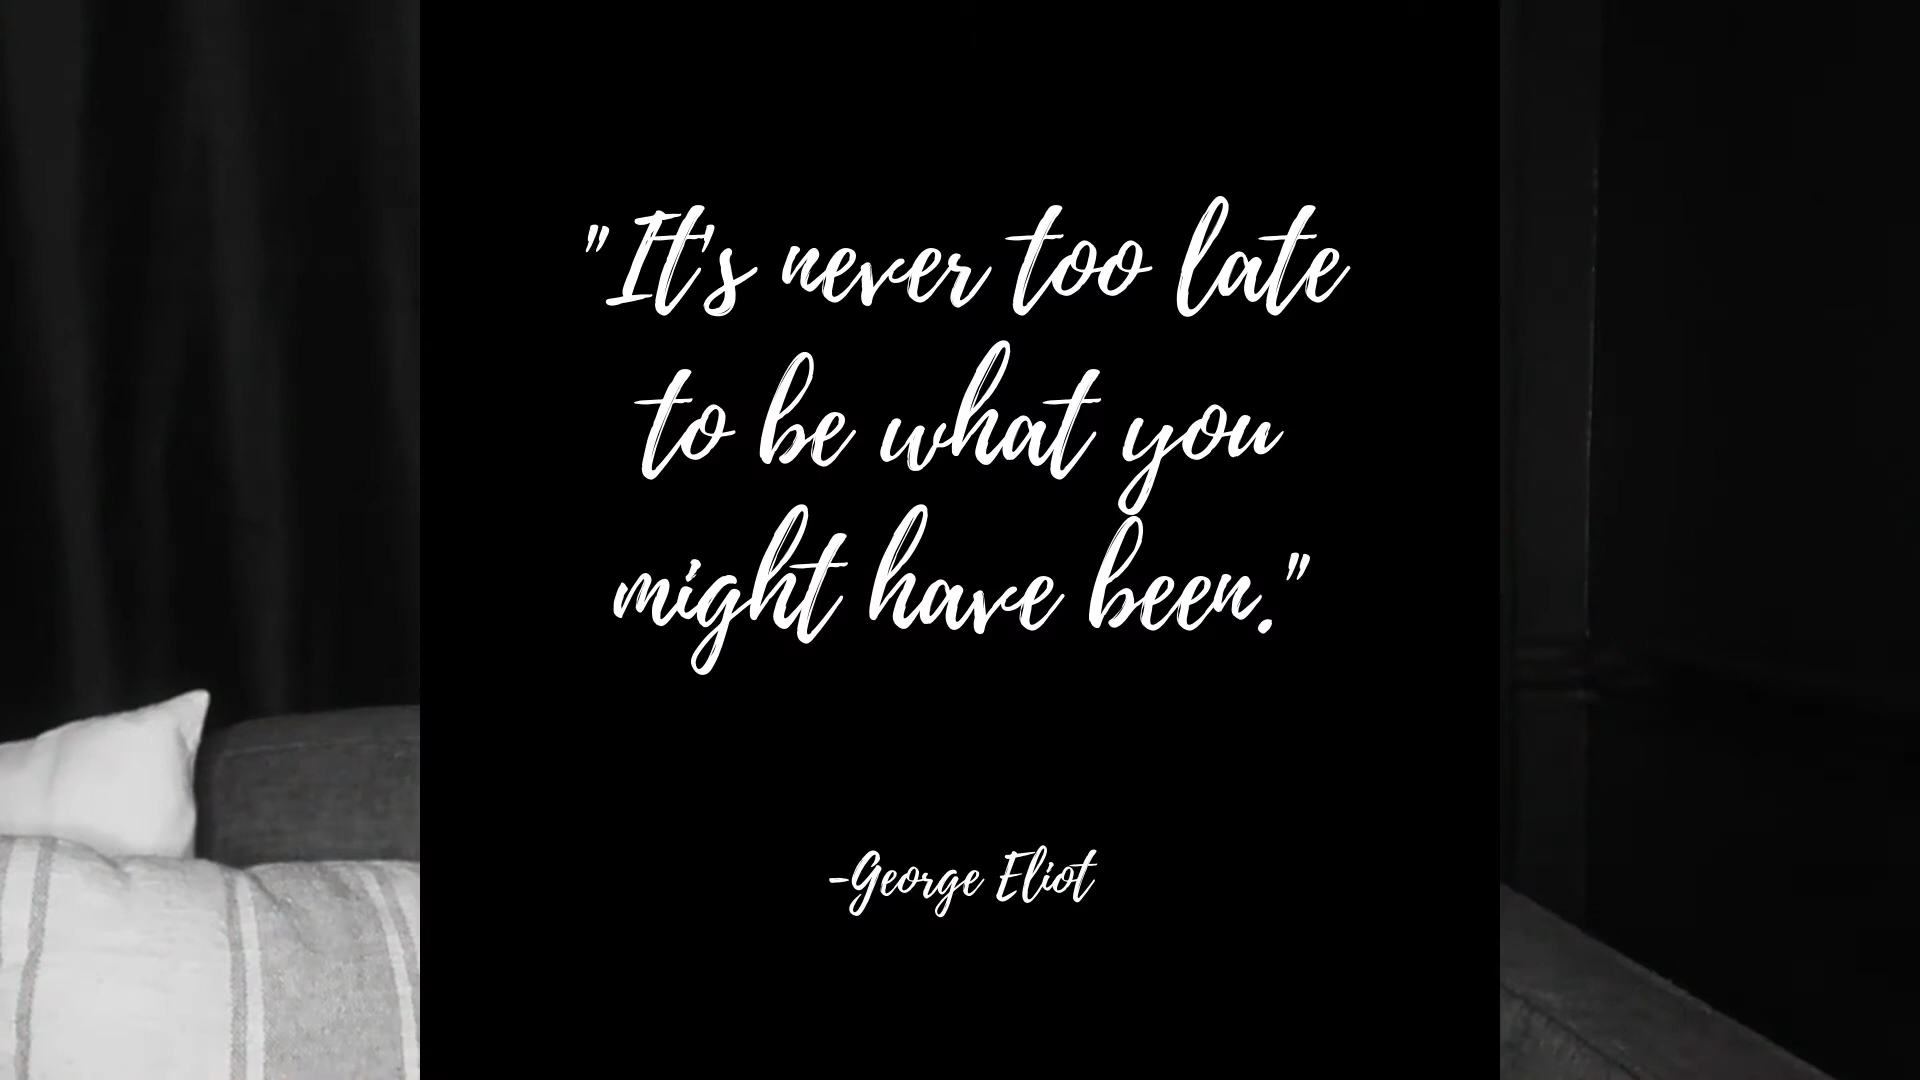 "It's never too late
to be what you
might have been."
-George Eliot